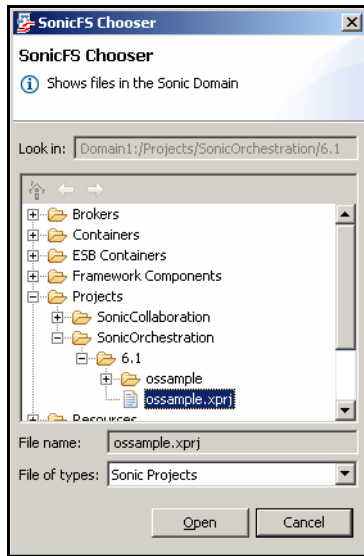 SonicFS Chooser
SonicFS Chooser
Shows files in the Sonic Domain
Look in: Domain1:/Projects/SonicOrchestration/6.1
Brokers
Containers
ESB Containers
Framework Components
Projects
SonicCollaboration
SonicOrchestration
6.1
ossample
ossample.xprj
Resources
File name: ossample.xprj
File of types: Sonic Projects
Open Cancel